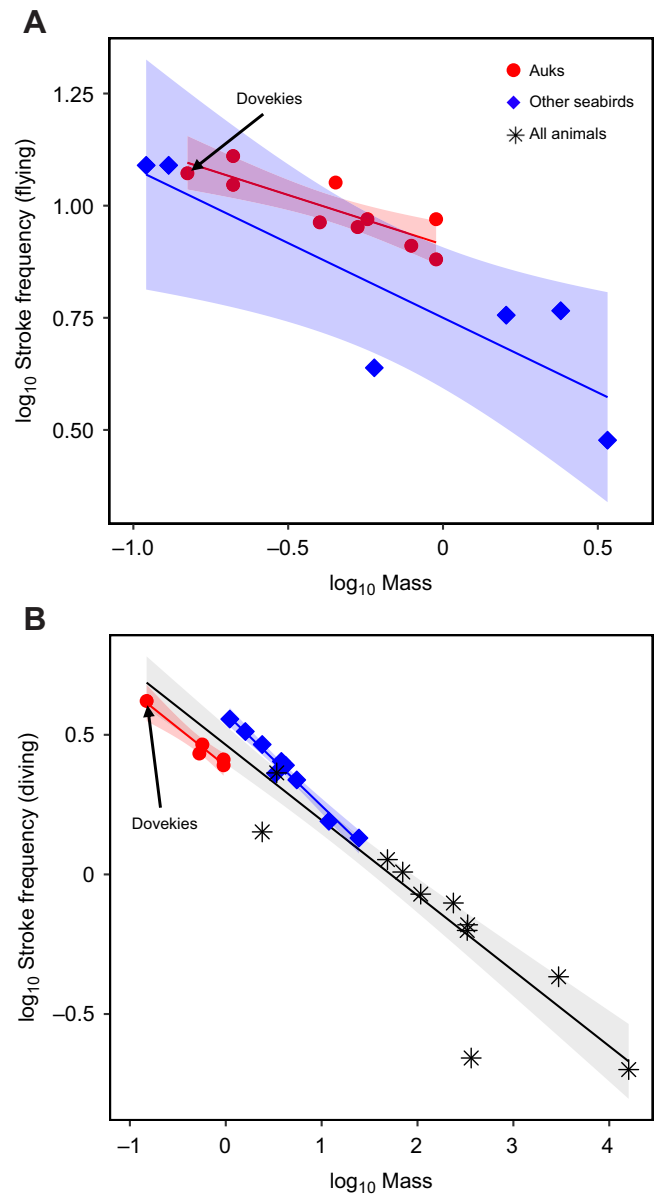 A
Auks
Other seabirds
All animals
Dovekies
1.25
1.00
0.75
0.50
log10 Stroke frequency (flying)
–1.0 –0.5 0 0.5
log10 Mass
B
0.5
0
–0.5
log10 Stroke frequency (diving)
Dovekies
–1 0 1 2 3 4
log10 Mass